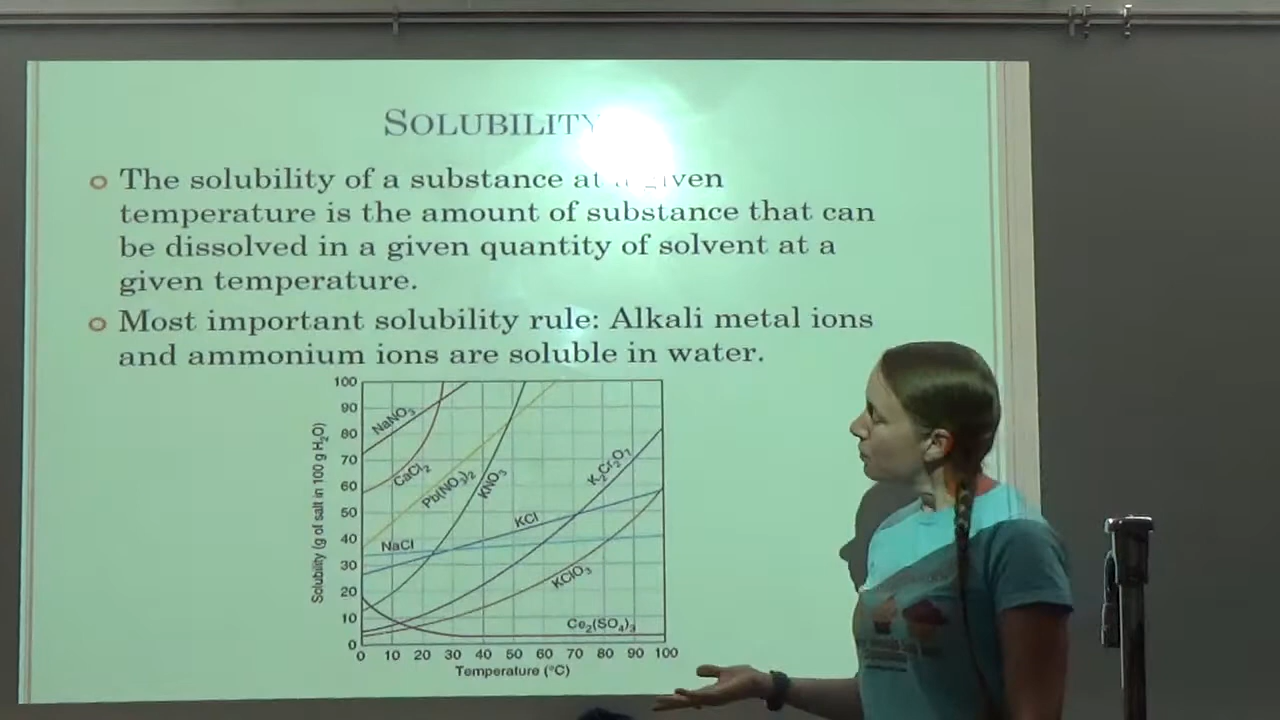 SOLUBILITY
The solubility of a substance at a given
temperature is the amount of substance that can
be dissolved in a given quantity of solvent at a
given temperature.
Most important solubility rule: Alkali metal ions
and ammonium ions are soluble in water.
Solubility (g of salt in 100 g H₂O)
100
90
80
70
60
50
40
30
20
10
0
NaNO₃
CaCl₂
Pb(NO₃)₂
KNO₃
K₂Cr₂O₇
KCl
NaCl
KClO₃
Ce₂(SO₄)₃
0 10 20 30 40 50 60 70 80 90 100
Temperature (°C)